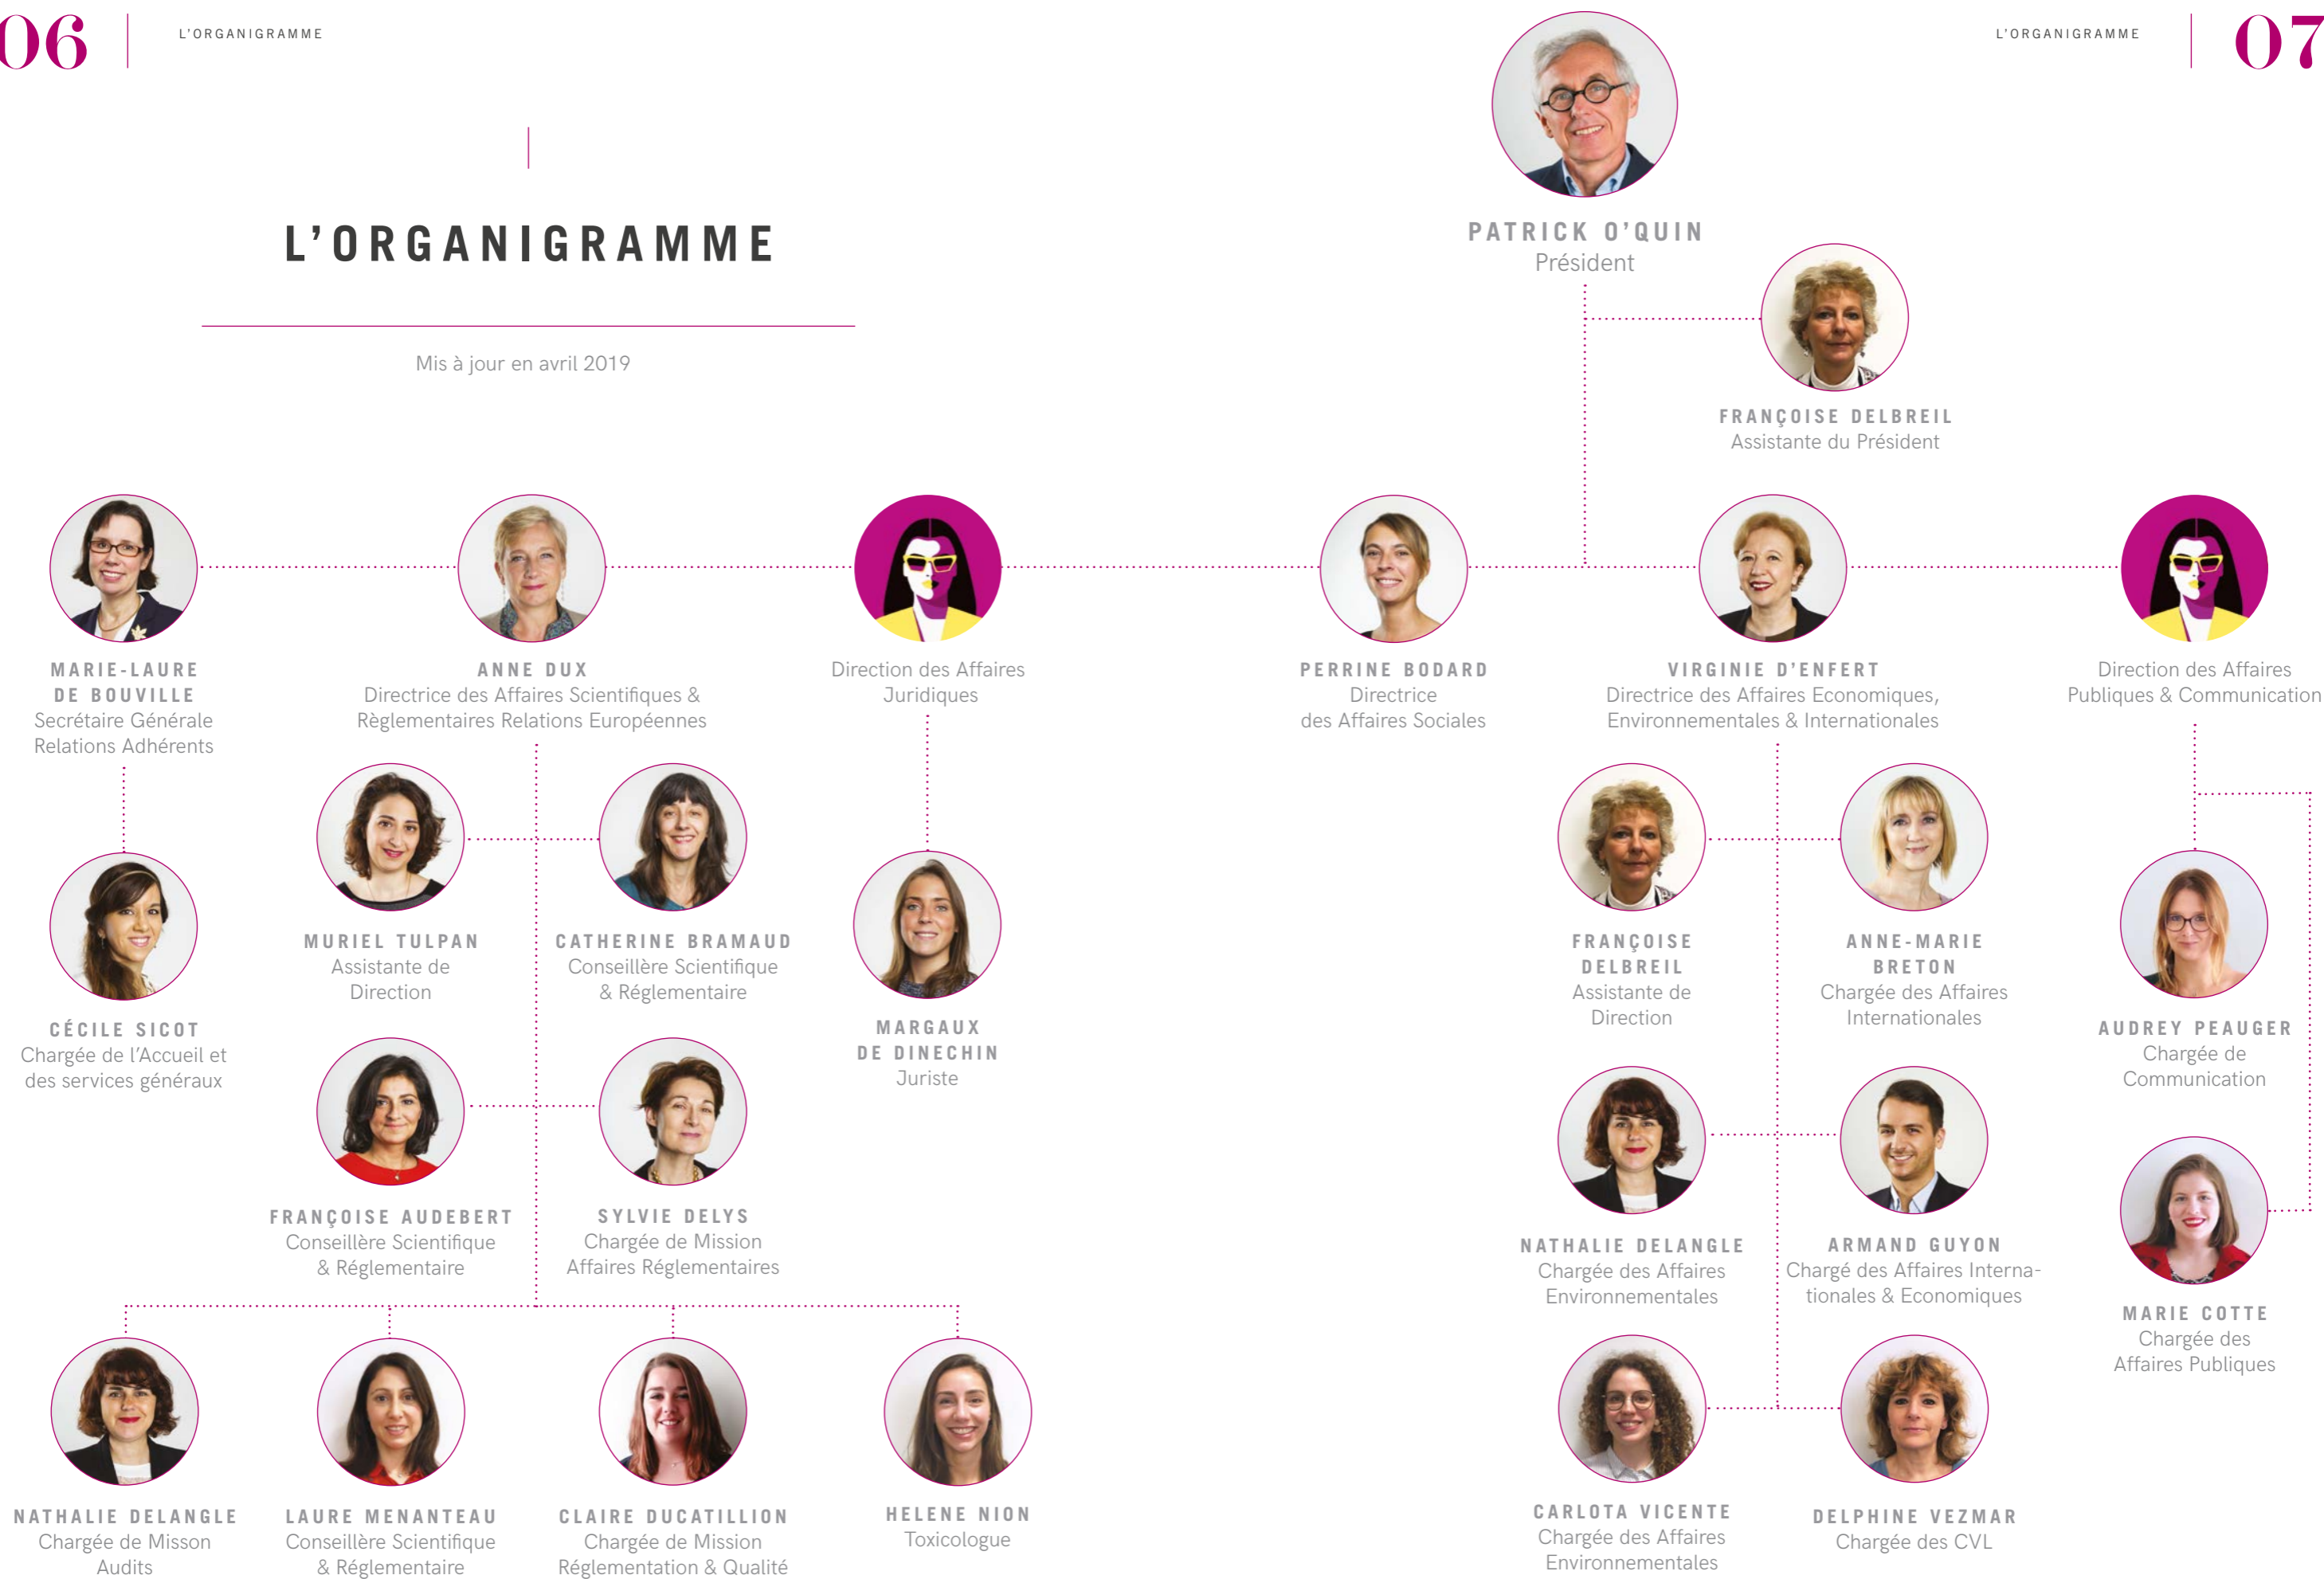 06
L'ORGANIGRAMME
L'ORGANIGRAMME
07
L'ORGANIGRAMME
Mis à jour en avril 2019
PATRICK O'QUIN
Président
FRANÇOISE DELBREIL
Assistante du Président
MARIE-LAURE
DE BOUVILLE
Secrétaire Générale
Relations Adhérents
ANNE DUX
Directrice des Affaires Scientifiques &
Règlementaires Relations Européennes
Direction des Affaires
Juridiques
PERRINE BODARD
Directrice
des Affaires Sociales
VIRGINIE D'ENFERT
Directrice des Affaires Economiques,
Environnementales & Internationales
Direction des Affaires
Publiques & Communication
CÉCILE SICOT
Chargée de l'Accueil et
des services généraux
MURIEL TULPAN
Assistante de
Direction
CATHERINE BRAMAUD
Conseillère Scientifique
& Réglementaire
FRANÇOISE AUDEBERT
Conseillère Scientifique
& Réglementaire
SYLVIE DELYS
Chargée de Mission
Affaires Réglementaires
MARGAUX
DE DINECHIN
Juriste
NATHALIE DELANGLE
Chargée de Misson
Audits
LAURE MENANTEAU
Conseillère Scientifique
& Réglementaire
CLAIRE DUCATILLION
Chargée de Mission
Réglementation & Qualité
HELENE NION
Toxicologue
FRANÇOISE
DELBREIL
Assistante de
Direction
ANNE-MARIE
BRETON
Chargée des Affaires
Internationales
NATHALIE DELANGLE
Chargée des Affaires
Environnementales
ARMAND GUYON
Chargé des Affaires Interna-
tionales & Economiques
CARLOTA VICENTE
Chargée des Affaires
Environnementales
DELPHINE VEZMAR
Chargée des CVL
AUDREY PEAUGER
Chargée de
Communication
MARIE COTTE
Chargée des
Affaires Publiques